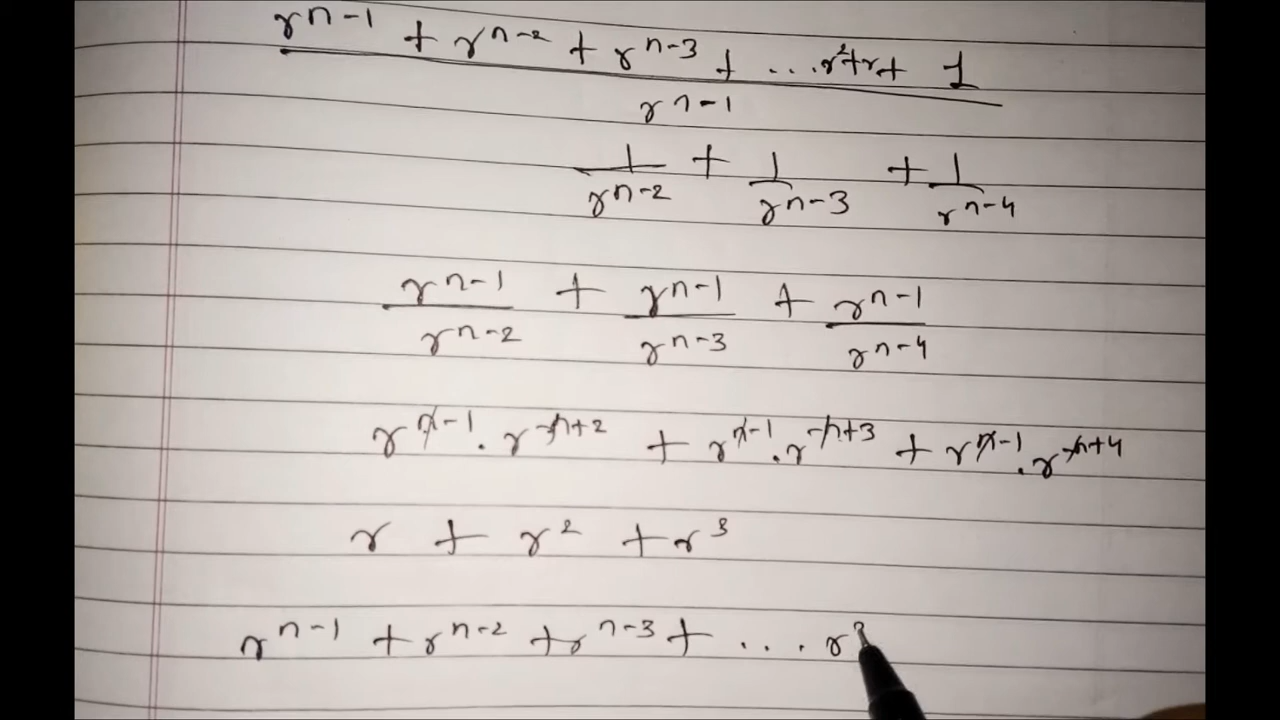 r^{n-1} + r^{n-2} + r^{n-3} + ... r^2 + r + 1
r^{n-1}
1/r^{n-2} + 1/r^{n-3} + 1/r^{n-4}
r^{n-1}/r^{n-2} + r^{n-1}/r^{n-3} + r^{n-1}/r^{n-4}
r^{n-1} . r^{-n+2} + r^{n-1} . r^{-n+3} + r^{n-1} . r^{-n+4}
r + r^2 + r^3
r^{n-1} + r^{n-2} + r^{n-3} + .... r